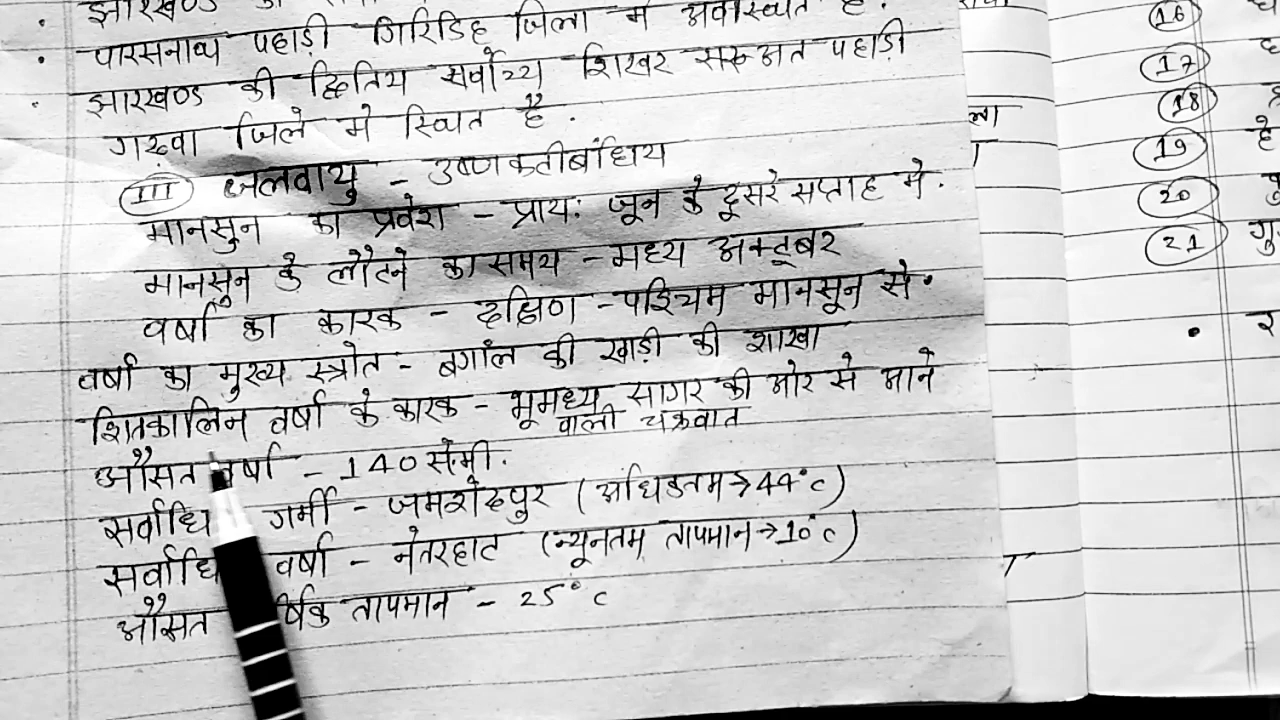 पारसनाथ पहाड़ी गिरिडिह जिला में अवस्थित है.
झारखण्ड की द्वितिय सर्वोच्य शिखर सरूअत पहाड़ी
गढवा जिले मे स्थित है.
III जलवायु - उष्णकतीबंधिय
मानसुन का प्रवेश - प्रायः जून के दूसरे सप्ताह मे.
मानसुन के लौटने का समय - मध्य अक्टूबर
वर्षा का कारक - दक्षिण - पश्चिम मानसून से.
वर्षा का मुख्य स्त्रोत - बगांल की खाड़ी की शाखा
शितकालिन वर्षा के कारक - भूमध्य सागर की ओर से आने
वाली चक्रवात
औसत वर्षा - 140 से.मी.
सर्वाधि गर्मी - जमशेदपुर (अधिकतम→44°c)
सर्वाधि वर्षा - नेतरहाट (न्यूनतम तापमान→10°c)
औसत र्षिक तापमान - 25°c
16
17
18
19
20
21